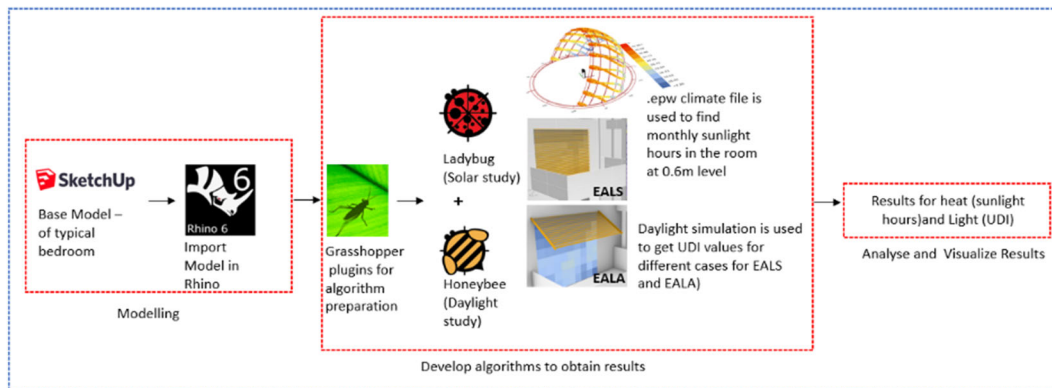 SketchUp
Base Model –
of typical
bedroom
6
Rhino 6
Import
Model in
Rhino
Modelling
Grasshopper
plugins for
algorithm
preparation
Ladybug
(Solar study)
+
Honeybee
(Daylight
study)
.epw climate file is
used to find
monthly sunlight
hours in the room
at 0.6m level
EALS
Daylight simulation is used
to get UDI values for
different cases for EALS
and EALA)
EALA
Develop algorithms to obtain results
Results for heat (sunlight
hours)and Light (UDI)
Analyse and Visualize Results